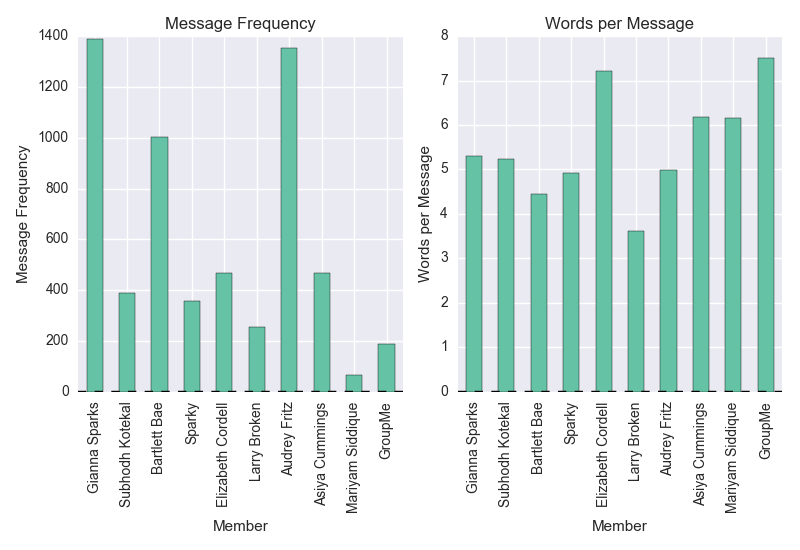 Message Frequency
Words per Message
Message Frequency
1400
1200
1000
800
600
400
200
0
Gianna Sparks
Subhodh Kotekal
Bartlett Bae
Sparky
Elizabeth Cordell
Larry Broken
Audrey Fritz
Asiya Cummings
Mariyam Siddique
GroupMe
Member
Words per Message
8
7
6
5
4
3
2
1
0
Gianna Sparks
Subhodh Kotekal
Bartlett Bae
Sparky
Elizabeth Cordell
Larry Broken
Audrey Fritz
Asiya Cummings
Mariyam Siddique
GroupMe
Member